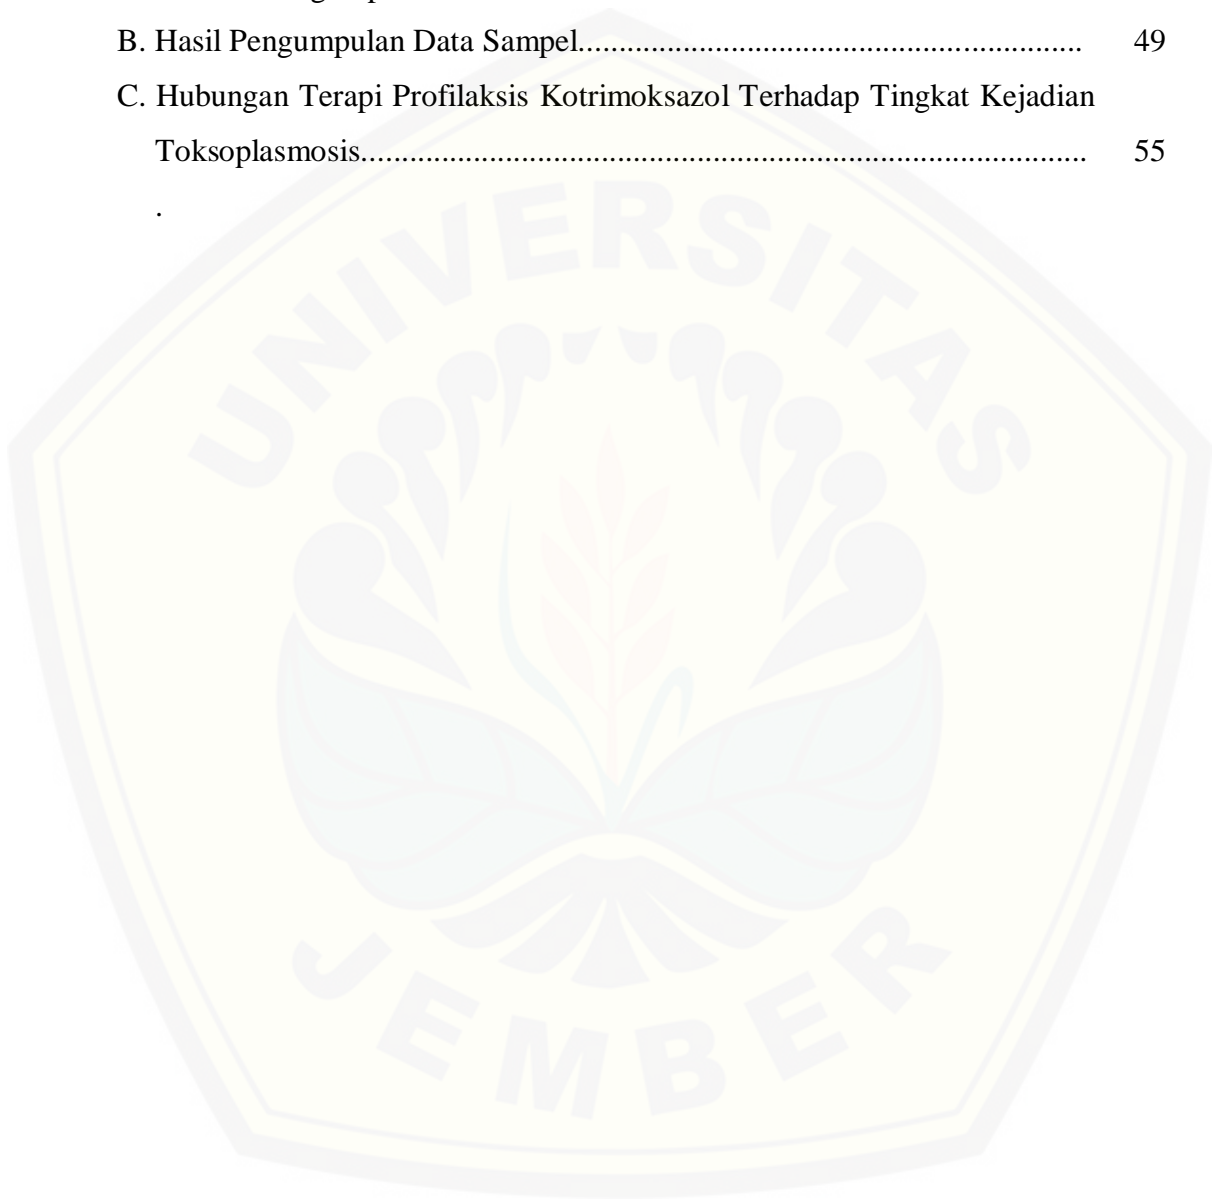 B. Hasil Pengumpulan Data Sampel.............................................................. 49
C. Hubungan Terapi Profilaksis Kotrimoksazol Terhadap Tingkat Kejadian
Toksoplasmosis......................................................................................... 55
.
UNIVERSITAS
JEMBER